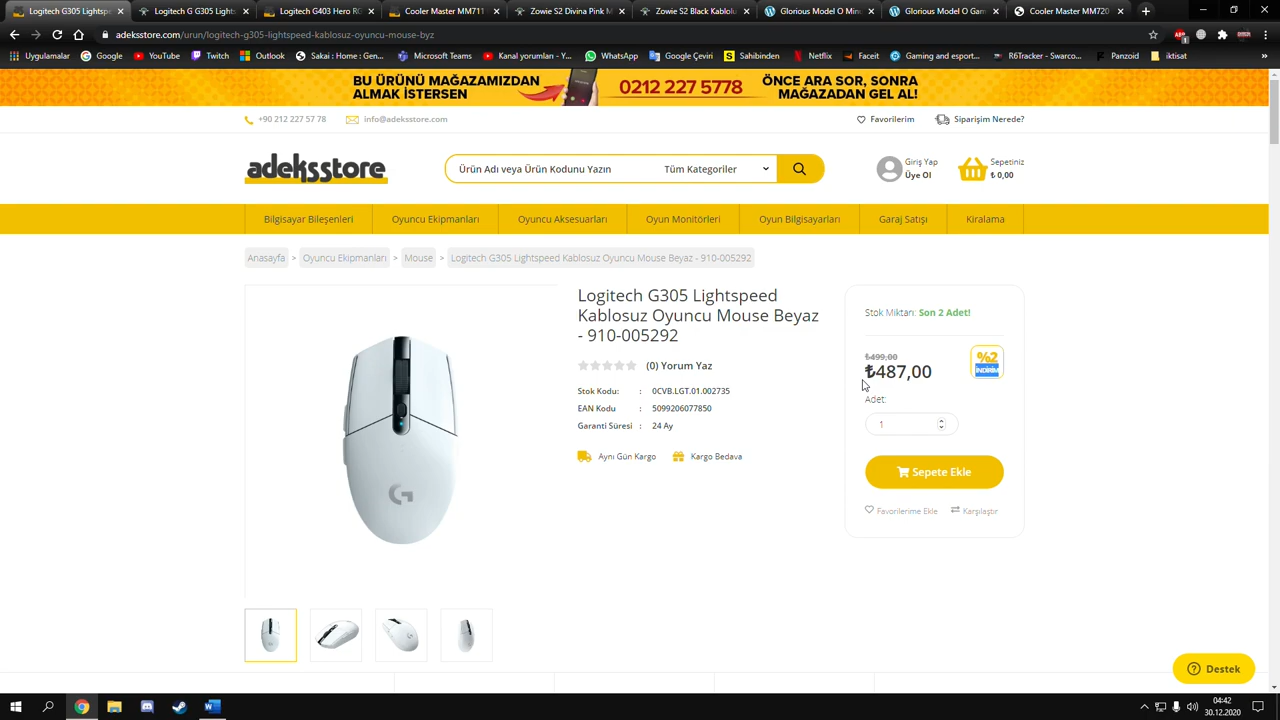 Logitech G305 Lightsp
Logitech G 305 Lights
Logitech G403 Hero RG
Cooler Master MM711
Zowie S2 Divina Pink M
Zowie S2 Black Kablolu
Glorious Model O Min
Glorious Model O Gam
Cooler Master MM720
adeksstore.com/urun/logitech-g305-lightspeed-kablosuz-oyuncu-mouse-byz
Uygulamalar
Google
YouTube
Twitch
Outlook
Sakai : Home : Gene...
Microsoft Teams
Kanal yorumları - Y...
WhatsApp
Google Çeviri
Sahibinden
Netflix
Faceit
Gaming and esport...
R6Tracker - Swarco...
Panzoid
iktisat
BU ÜRÜNÜ MAĞAZAMIZDAN
ALMAK İSTERSEN
0212 227 5778
ÖNCE ARA SOR, SONRA
MAĞAZADAN GEL AL!
+90 212 227 57 78
info@adeksstore.com
Favorilerim
Siparişim Nerede?
adeksstore
Ürün Adı veya Ürün Kodunu Yazın
Tüm Kategoriler
Giriş Yap
Üye Ol
Sepetiniz
₺ 0,00
Bilgisayar Bileşenleri
Oyuncu Ekipmanları
Oyuncu Aksesuarları
Oyun Monitörleri
Oyun Bilgisayarları
Garaj Satışı
Kiralama
Anasayfa > Oyuncu Ekipmanları > Mouse > Logitech G305 Lightspeed Kablosuz Oyuncu Mouse Beyaz - 910-005292
Logitech G305 Lightspeed
Kablosuz Oyuncu Mouse Beyaz
- 910-005292
(0) Yorum Yaz
Stok Kodu : 0CVB.LGT.01.002735
EAN Kodu : 5099206077850
Garanti Süresi : 24 Ay
Aynı Gün Kargo
Kargo Bedava
Stok Miktarı: Son 2 Adet!
₺499,00
₺487,00
%2
İNDİRİM
Adet:
1
Sepete Ekle
Favorilerime Ekle
Karşılaştır
Destek
04:42
30.12.2020